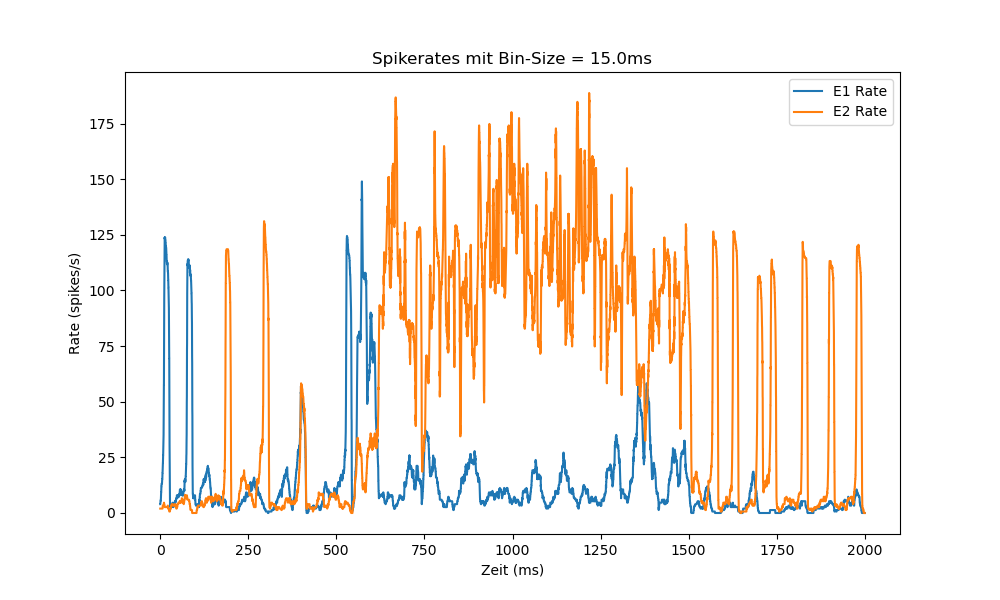 Spikerates mit Bin-Size = 15.0ms
E1 Rate
E2 Rate
Rate (spikes/s)
175
150
125
100
75
50
25
0
0 250 500 750 1000 1250 1500 1750 2000
Zeit (ms)